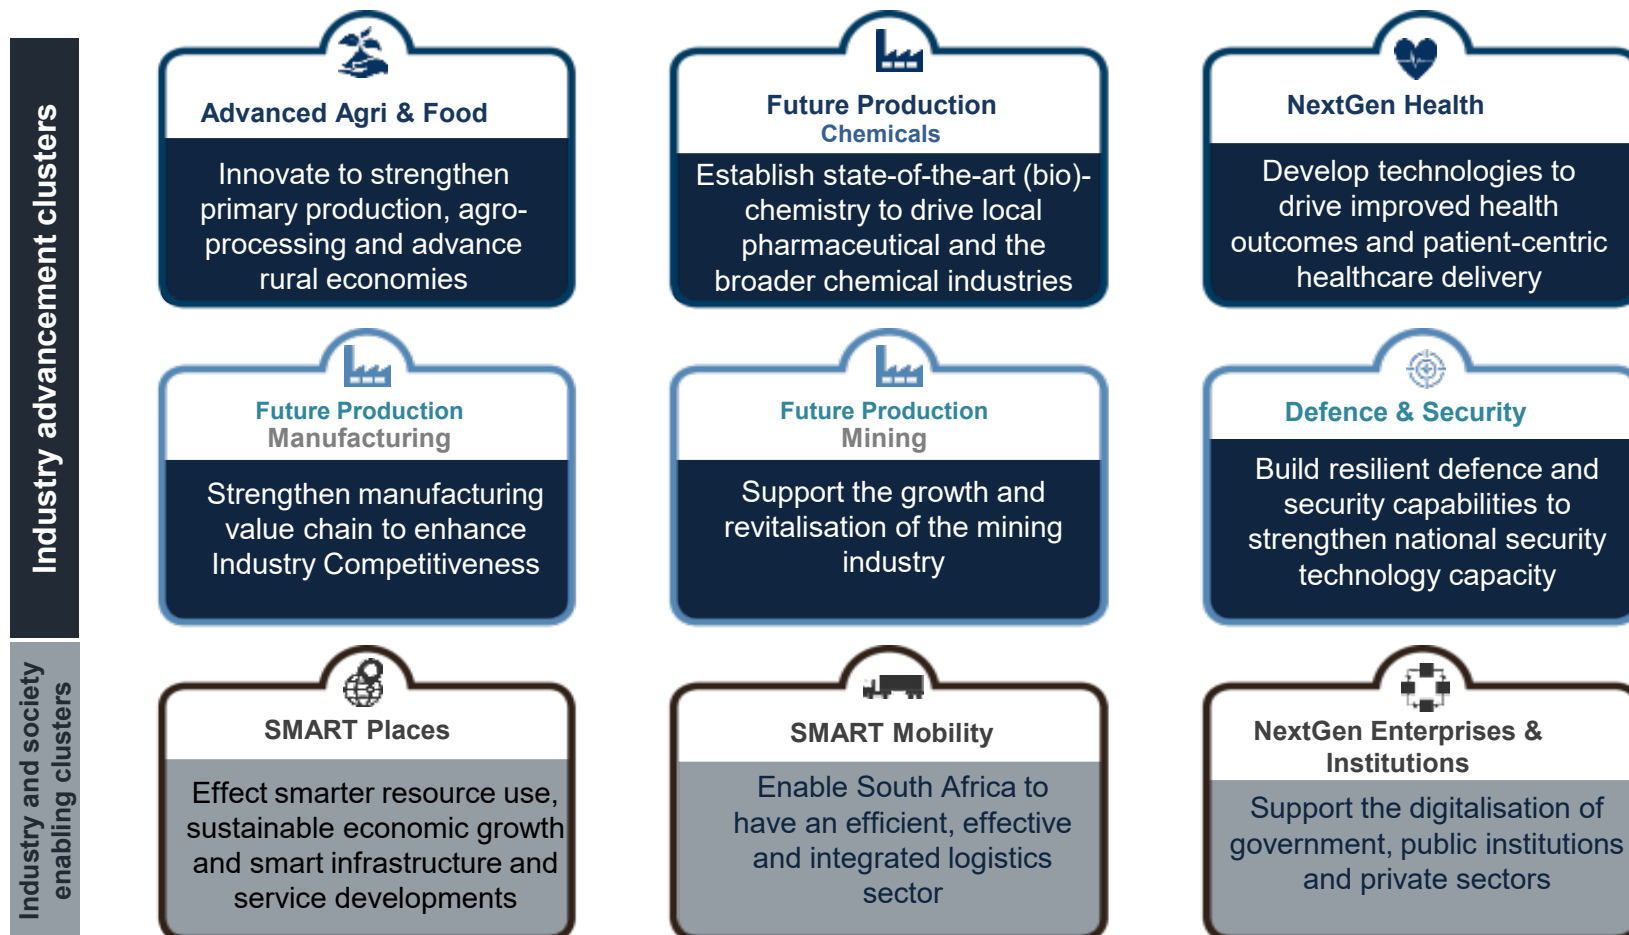 Industry advancement clusters
Advanced Agri & Food
Innovate to strengthen
primary production, agro-
processing and advance
rural economies
Future Production
Chemicals
Establish state-of-the-art (bio)-
chemistry to drive local
pharmaceutical and the
broader chemical industries
NextGen Health
Develop technologies to
drive improved health
outcomes and patient-centric
healthcare delivery
Future Production
Manufacturing
Strengthen manufacturing
value chain to enhance
Industry Competitiveness
Future Production
Mining
Support the growth and
revitalisation of the mining
industry
Defence & Security
Build resilient defence and
security capabilities to
strengthen national security
technology capacity
Industry and society
enabling clusters
SMART Places
Effect smarter resource use,
sustainable economic growth
and smart infrastructure and
service developments
SMART Mobility
Enable South Africa to
have an efficient, effective
and integrated logistics
sector
NextGen Enterprises &
Institutions
Support the digitalisation of
government, public institutions
and private sectors